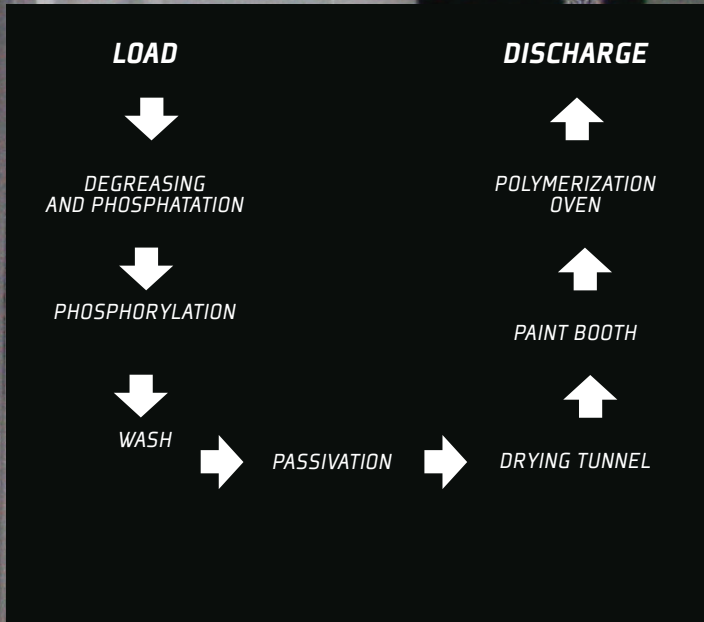 LOAD
DEGREASING
AND PHOSPHATATION
PHOSPHORYLATION
WASH
PASSIVATION
DRYING TUNNEL
PAINT BOOTH
POLYMERIZATION
OVEN
DISCHARGE